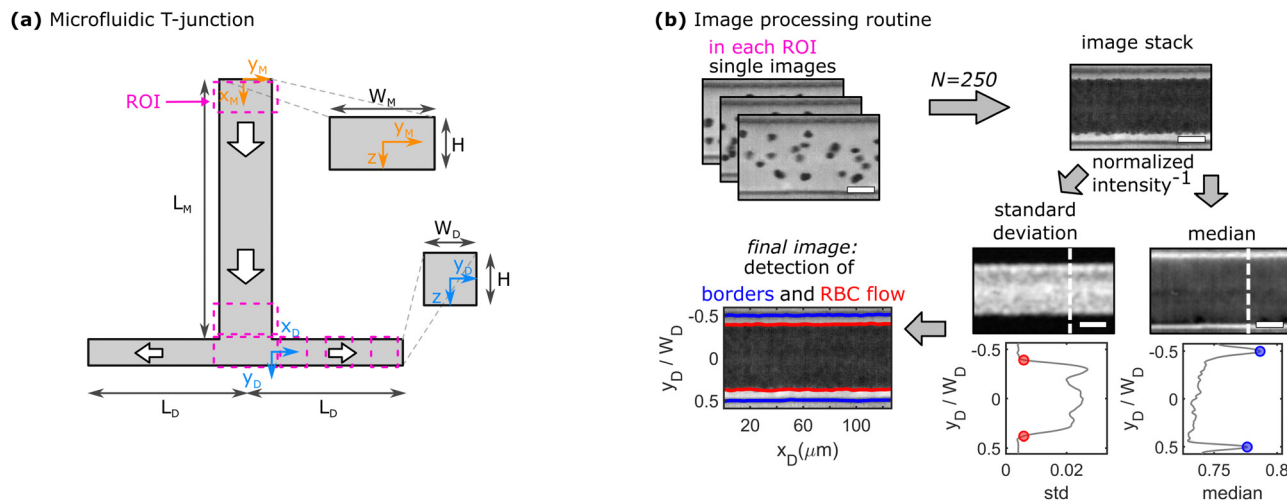 (a) Microfluidic T-junction
y_M
ROI
x_M
W_M
y_M
z
H
L_M
W_D
y_D
z
H
x_D
y_D
L_D
L_D
(b) Image processing routine
in each ROI
single images
N=250
image stack
normalized
intensity⁻¹
standard
deviation
median
final image:
detection of
borders and RBC flow
-0.5
0
0.5
y_D / W_D
0
20
60
100
x_D(μm)
-0.5
0
0.5
y_D / W_D
0
0.02
std
-0.5
0
0.5
y_D / W_D
0.75
0.8
median